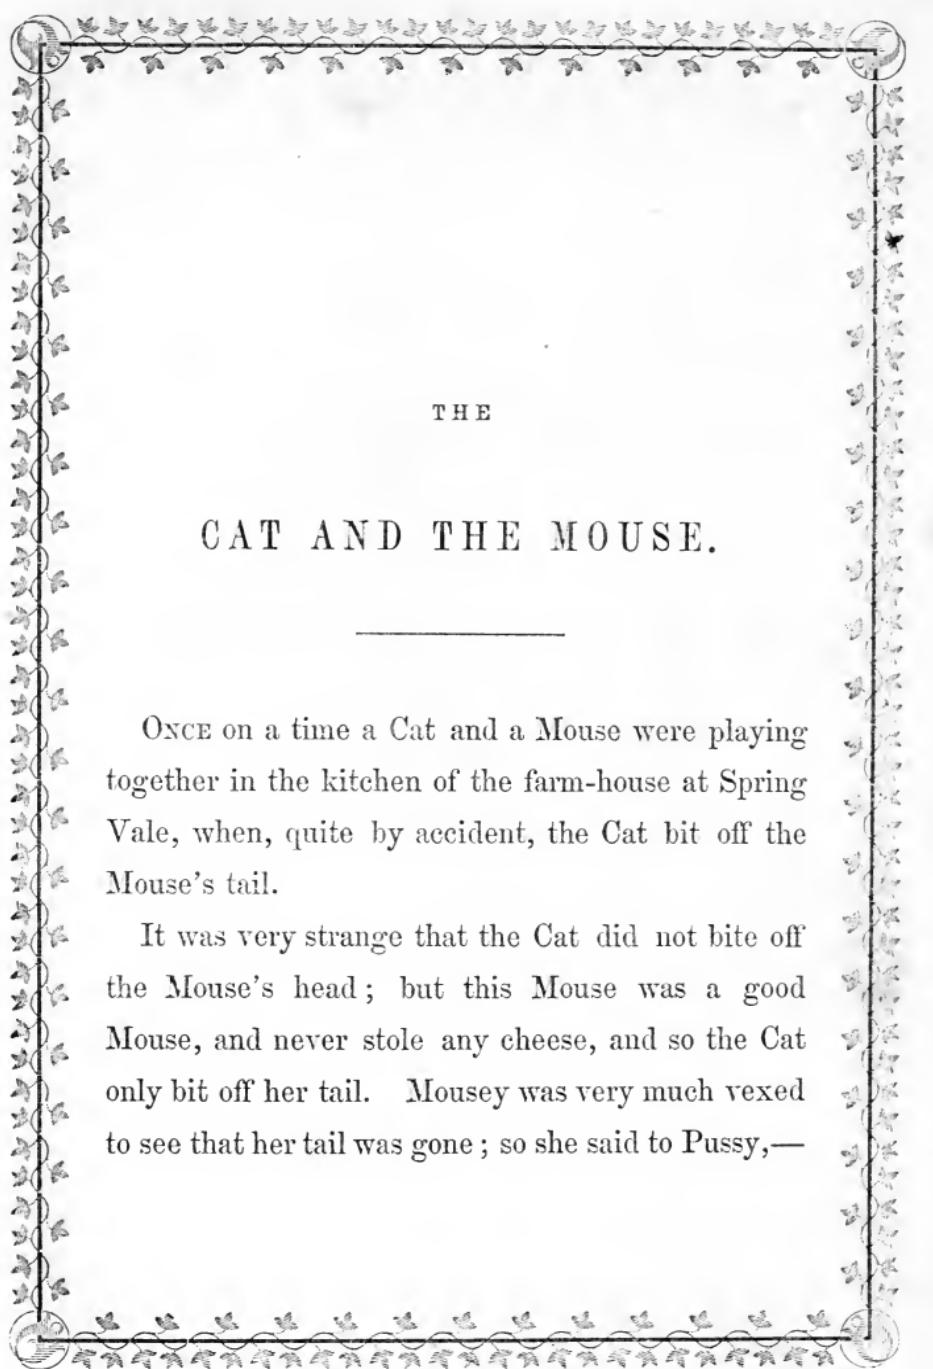 THE
CAT AND THE MOUSE.
ONCE on a time a Cat and a Mouse were playing
together in the kitchen of the farm-house at Spring
Vale, when, quite by accident, the Cat bit off the
Mouse's tail.
It was very strange that the Cat did not bite off
the Mouse's head; but this Mouse was a good
Mouse, and never stole any cheese, and so the Cat
only bit off her tail. Mousey was very much vexed
to see that her tail was gone; so she said to Pussy,—